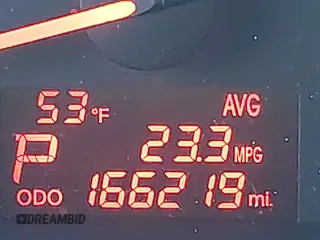 53°F AVG
P 23.3 MPG
ODO 166219 mi.
DREAMBID